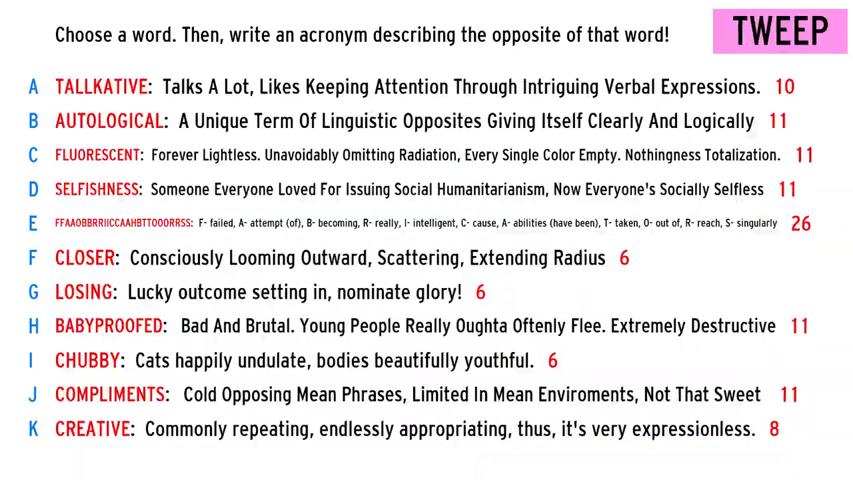 Choose a word. Then, write an acronym describing the opposite of that word!
TWEEP
A TALLKATIVE: Talks A Lot, Likes Keeping Attention Through Intriguing Verbal Expressions. 10
B AUTOLOGICAL: A Unique Term Of Linguistic Opposites Giving Itself Clearly And Logically 11
C FLUORESCENT: Forever Lightless. Unavoidably Omitting Radiation, Every Single Color Empty. Nothingness Totalization. 11
D SELFISHNESS: Someone Everyone Loved For Issuing Social Humanitarianism, Now Everyone's Socially Selfless 11
E FFAAOBBRRIICCAAHBTTOOORRSS: F- failed, A- attempt (of), B- becoming, R- really, I- intelligent, C- cause, A- abilities (have been), T- taken, O- out of, R- reach, S- singularly 26
F CLOSER: Consciously Looming Outward, Scattering, Extending Radius 6
G LOSING: Lucky outcome setting in, nominate glory! 6
H BABYPROOFED: Bad And Brutal. Young People Really Oughta Oftenly Flee. Extremely Destructive 11
I CHUBBY: Cats happily undulate, bodies beautifully youthful. 6
J COMPLIMENTS: Cold Opposing Mean Phrases, Limited In Mean Enviroments, Not That Sweet 11
K CREATIVE: Commonly repeating, endlessly appropriating, thus, it's very expressionless. 8